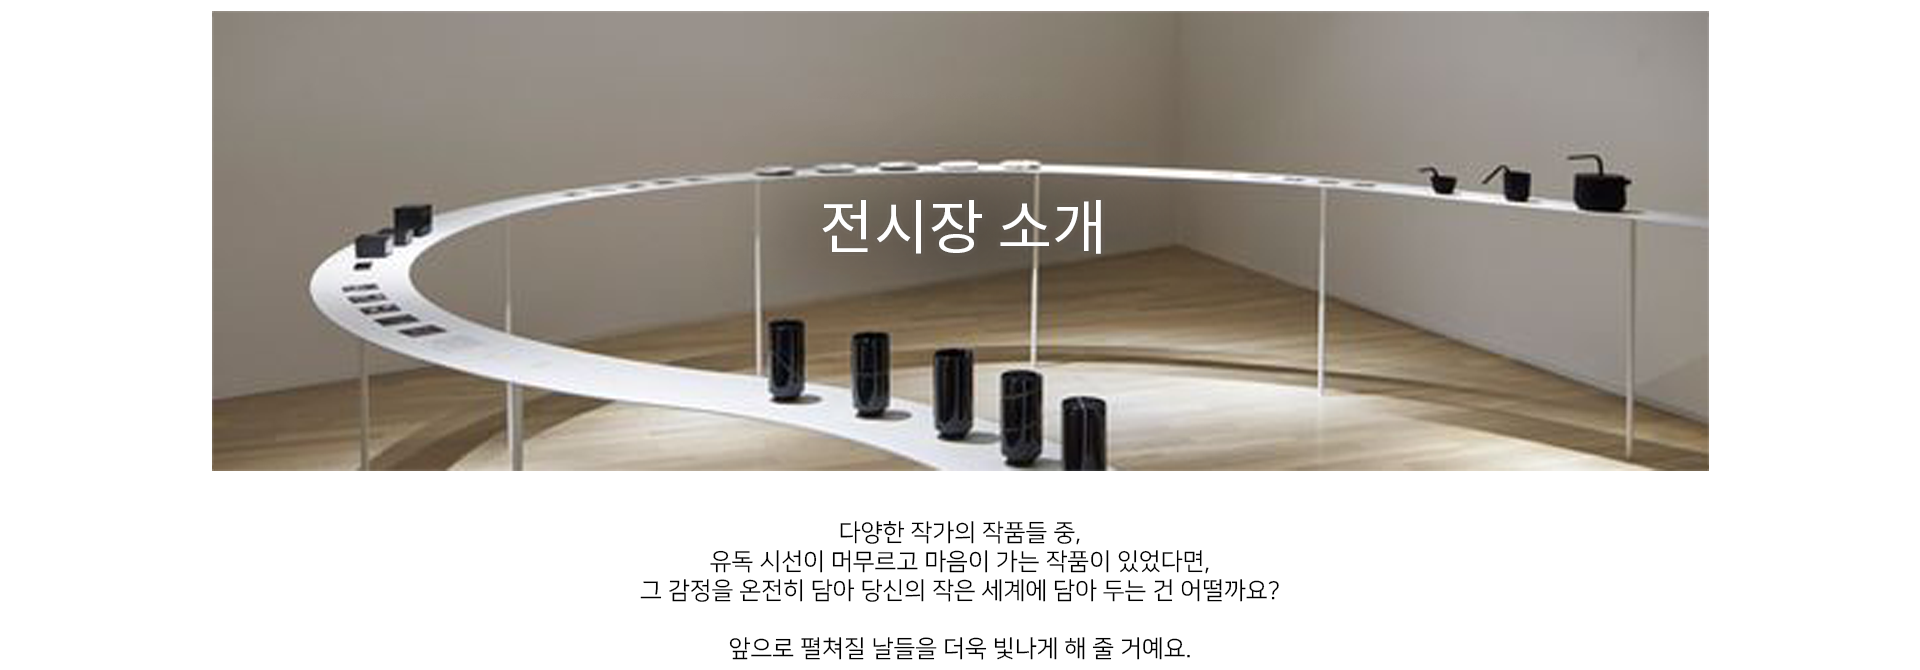 전시장 소개
다양한 작가의 작품들 중,
유독 시선이 머무르고 마음이 가는 작품이 있었다면,
그 감정을 온전히 담아 당신의 작은 세계에 담아 두는 건 어떨까요?
앞으로 펼쳐질 날들을 더욱 빛나게 해 줄 거예요.